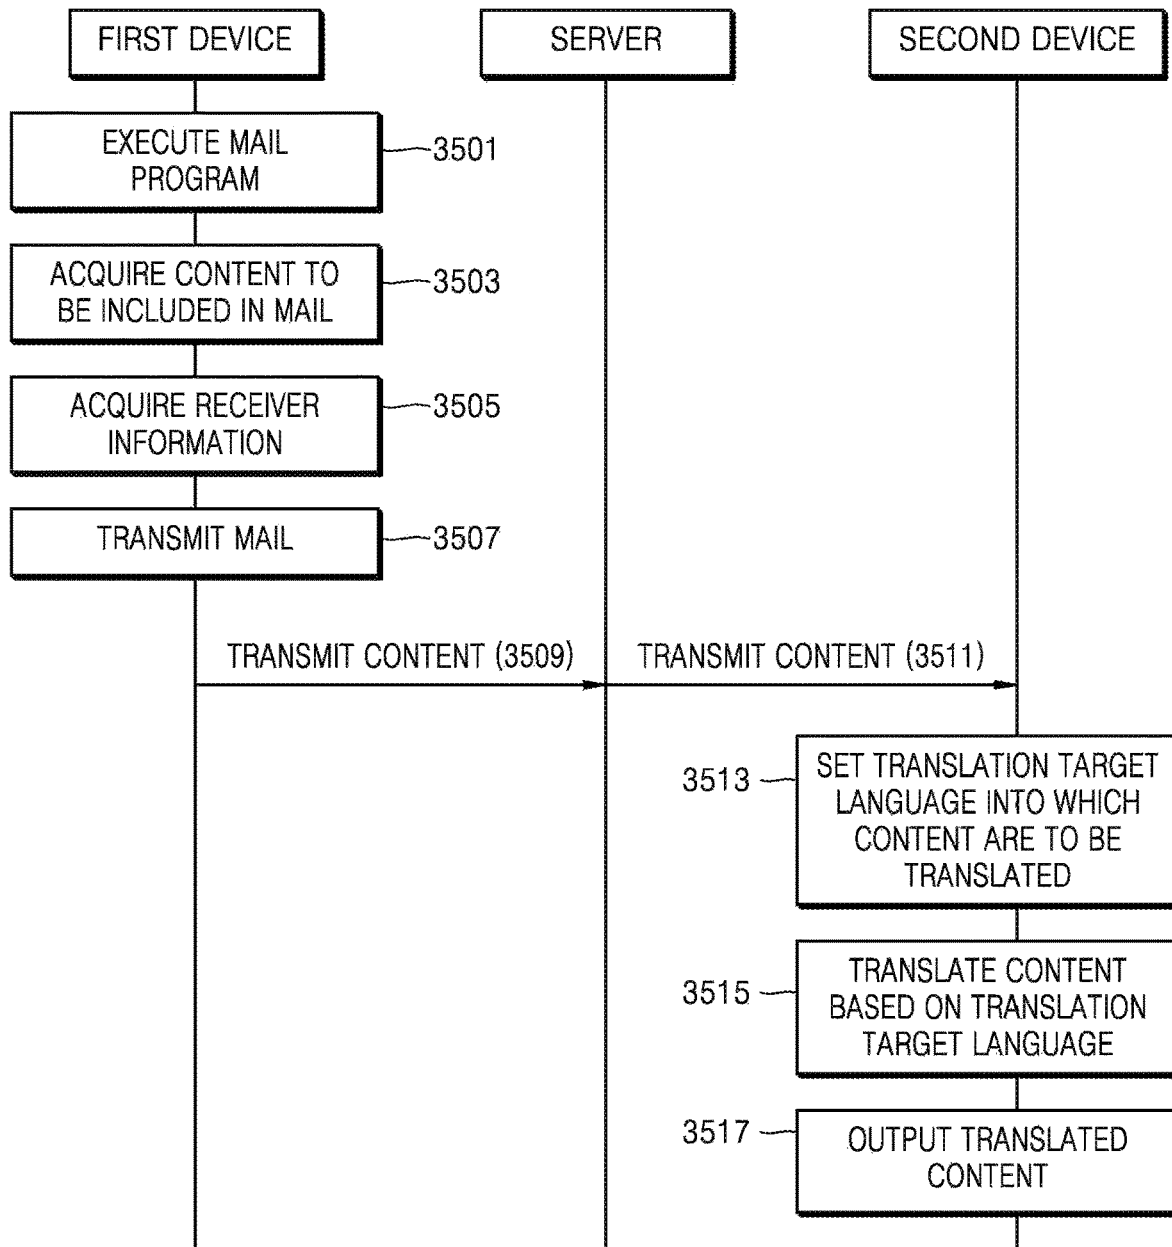 FIRST DEVICE
SERVER
SECOND DEVICE
EXECUTE MAIL
PROGRAM
3501
ACQUIRE CONTENT TO
BE INCLUDED IN MAIL
3503
ACQUIRE RECEIVER
INFORMATION
3505
TRANSMIT MAIL
3507
TRANSMIT CONTENT (3509)
TRANSMIT CONTENT (3511)
3513
SET TRANSLATION TARGET
LANGUAGE INTO WHICH
CONTENT ARE TO BE
TRANSLATED
3515
TRANSLATE CONTENT
BASED ON TRANSLATION
TARGET LANGUAGE
3517
OUTPUT TRANSLATED
CONTENT